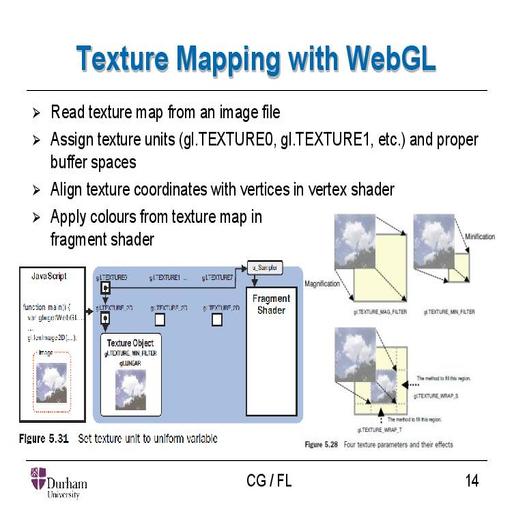 Texture Mapping with WebGL
Read texture map from an image file
Assign texture units (gl.TEXTURE0, gl.TEXTURE1, etc.) and proper
buffer spaces
Align texture coordinates with vertices in vertex shader
Apply colours from texture map in
fragment shader
JavaScript
function main() {
var gl=getWebGL...
...
gl.texImage2D(...);
Image
gl.TEXTURE0 gl.TEXTURE1 ... gl.TEXTURE7
u_Sampler
gl.TEXTURE_2D gl.TEXTURE_2D gl.TEXTURE_2D
Fragment
Shader
Texture Object
gl.TEXTURE_MIN_FILTER
gl.LINEAR
Figure 5.31 Set texture unit to uniform variable
Minification
Magnification
gl.TEXTURE_MAG_FILTER gl.TEXTURE_MIN_FILTER
The method to fill this region.
gl.TEXTURE_WRAP_S
The method to fill this region.
gl.TEXTURE_WRAP_T
Figure 5.28 Four texture parameters and their effects
Durham
University
CG / FL
14